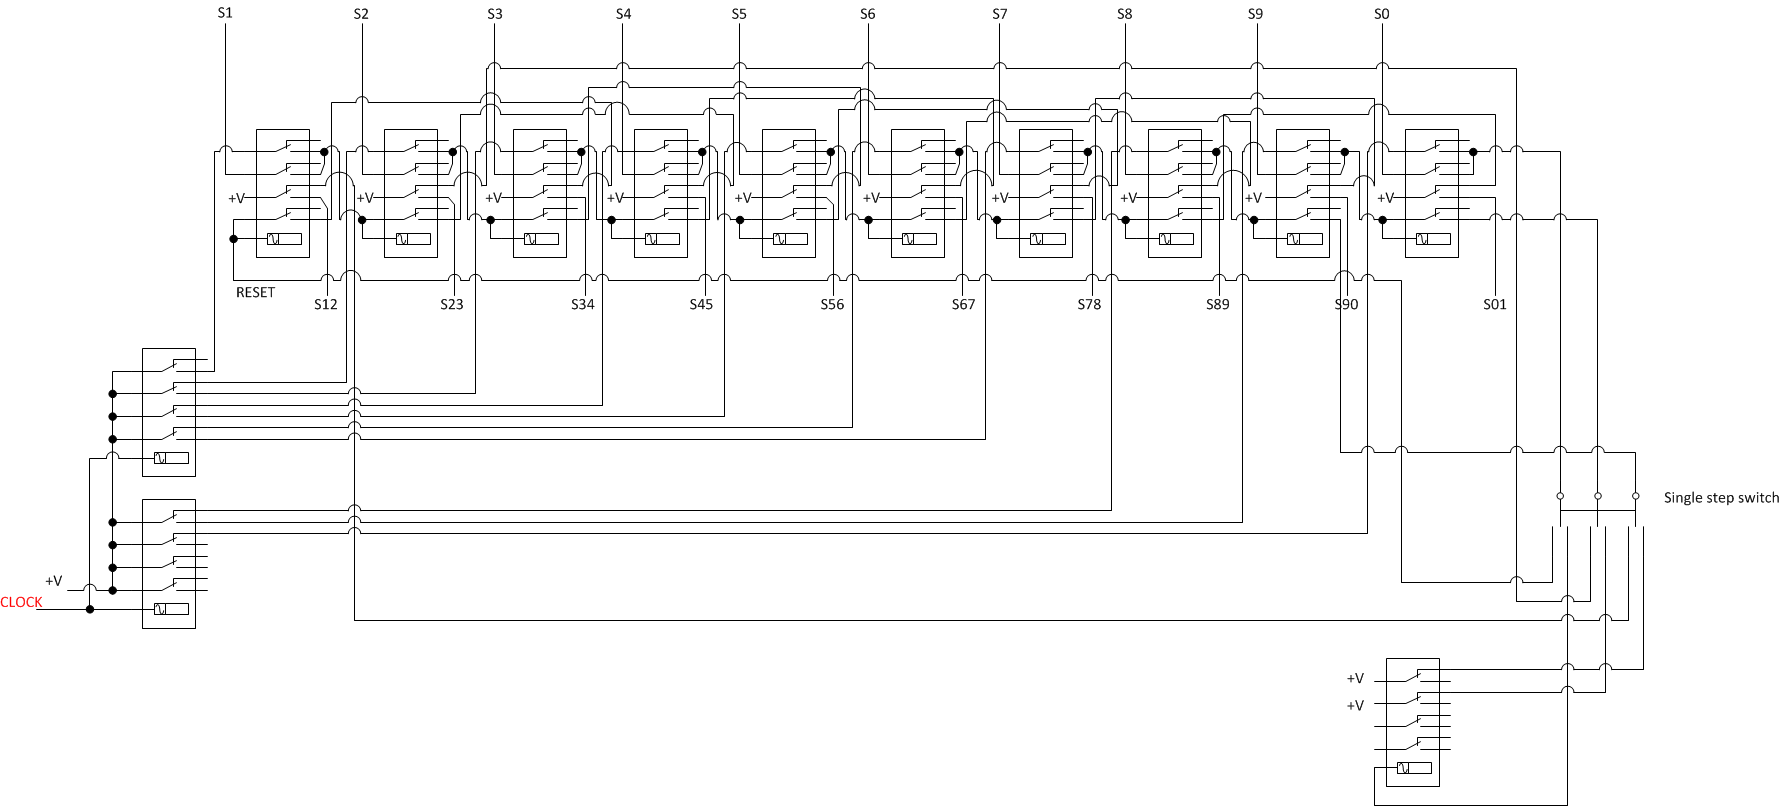 S1 S2 S3 S4 S5 S6 S7 S8 S9 S0
+V +V +V +V +V +V +V +V +V +V
RESET
S12 S23 S34 S45 S56 S67 S78 S89 S90 S01
Single step switch
+V
CLOCK
+V
+V